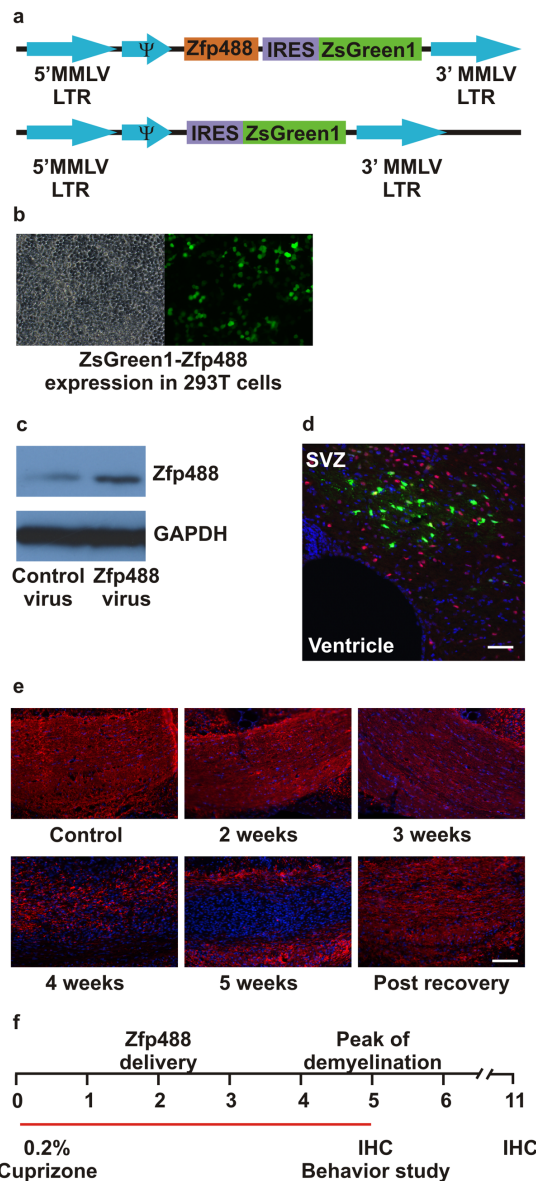 a
Ψ Zfp488 IRES ZsGreen1
5'MMLV LTR
3' MMLV LTR
Ψ IRES ZsGreen1
5'MMLV LTR
3' MMLV LTR
b
ZsGreen1-Zfp488
expression in 293T cells
c
Zfp488
GAPDH
Control virus
Zfp488 virus
d
SVZ
Ventricle
e
Control 2 weeks 3 weeks
4 weeks 5 weeks Post recovery
f
Zfp488 delivery
Peak of demyelination
0 1 2 3 4 5 6 11
0.2% Cuprizone
IHC Behavior study
IHC